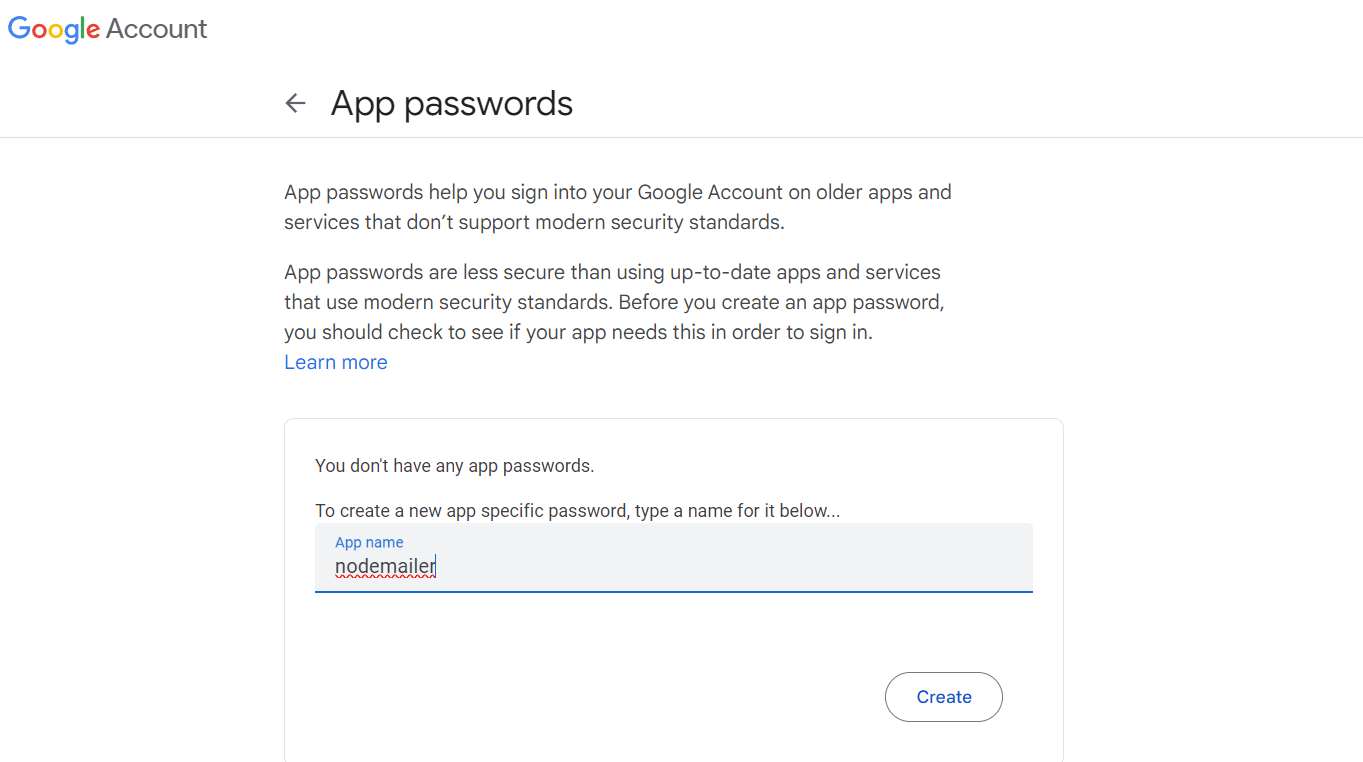 Google Account
App passwords
App passwords help you sign into your Google Account on older apps and
services that don’t support modern security standards.
App passwords are less secure than using up-to-date apps and services
that use modern security standards. Before you create an app password,
you should check to see if your app needs this in order to sign in.
Learn more
You don't have any app passwords.
To create a new app specific password, type a name for it below...
App name
nodemailer
Create